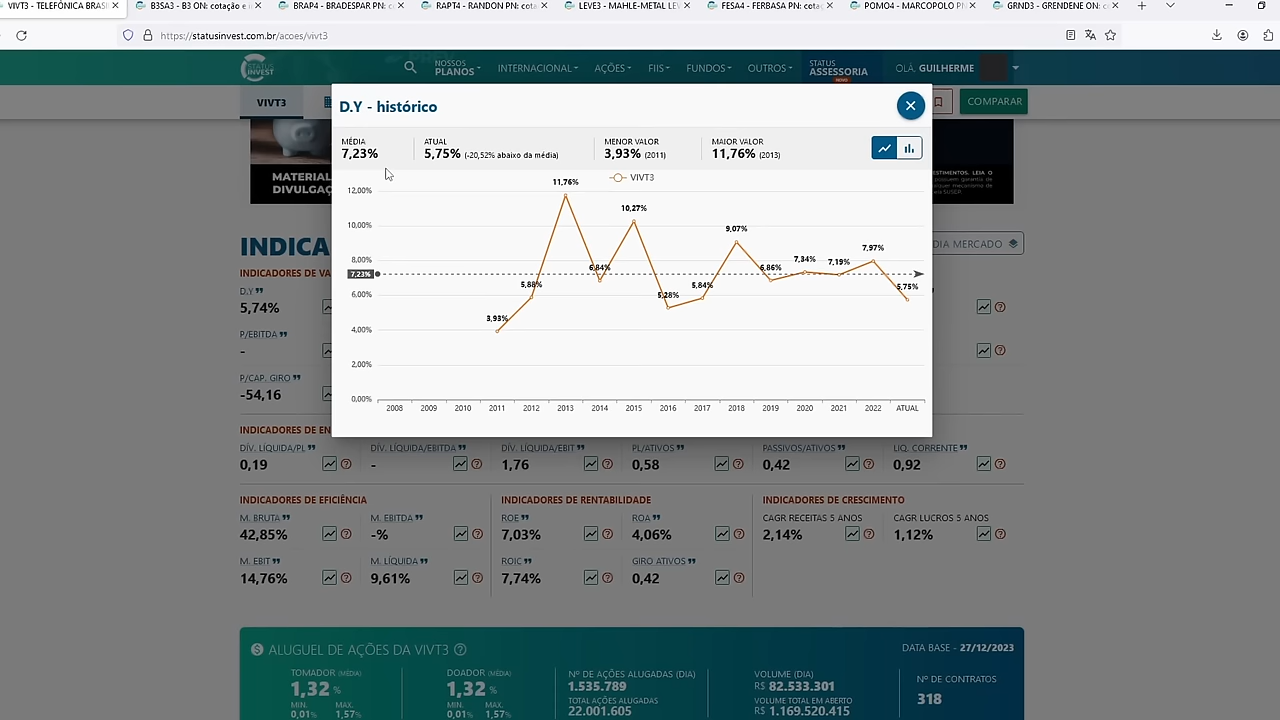 VIVT3 - TELEFÔNICA BRASIL
B3SA3 - B3 ON: cotação e i
BRAP4 - BRADESPAR PN: c
RAPT4 - RANDON PN: cota
LEVE3 - MAHLE-METAL LE
FESA4 - FERBASA PN: cota
POMO4 - MARCOPOLO PN
GRND3 - GRENDENE ON: c
https://statusinvest.com.br/acoes/vivt3
STATUS INVEST
NOSSOS PLANOS
INTERNACIONAL
AÇÕES
FIIS
FUNDOS
OUTROS
STATUS ASSESSORIA
NOVO
OLÁ, GUILHERME
VIVT3
COMPARAR
D.Y - histórico
MÉDIA
7,23%
ATUAL
5,75% (-20,52% abaixo da média)
MENOR VALOR
3,93% (2011)
MAIOR VALOR
11,76% (2013)
VIVT3
12,00%
10,00%
8,00%
7,23%
6,00%
4,00%
2,00%
0,00%
3,93%
5,88%
11,76%
6,84%
10,27%
5,28%
5,84%
9,07%
6,86%
7,34%
7,19%
7,97%
5,75%
2008 2009 2010 2011 2012 2013 2014 2015 2016 2017 2018 2019 2020 2021 2022 ATUAL
MATERIAL
DIVULGAÇ
ESTIMENTOS. LEIA O
INDICA
DIA MERCADO
INDICADORES DE VA
D.Y
5,74%
P/EBITDA
-
P/CAP. GIRO
-54,16
INDICADORES DE EN
DÍV. LÍQUIDA/PL
0,19
DÍV. LÍQUIDA/EBITDA
-
DÍV. LÍQUIDA/EBIT
1,76
PL/ATIVOS
0,58
PASSIVOS/ATIVOS
0,42
LIQ. CORRENTE
0,92
INDICADORES DE EFICIÊNCIA
M. BRUTA
42,85%
M. EBITDA
-%
M. EBIT
14,76%
M. LÍQUIDA
9,61%
INDICADORES DE RENTABILIDADE
ROE
7,03%
ROA
4,06%
ROIC
7,74%
GIRO ATIVOS
0,42
INDICADORES DE CRESCIMENTO
CAGR RECEITAS 5 ANOS
2,14%
CAGR LUCROS 5 ANOS
1,12%
ALUGUEL DE AÇÕES DA VIVT3
DATA BASE - 27/12/2023
TOMADOR (MÉDIA)
1,32 %
MIN. 0,01%
MAX. 1,57%
DOADOR (MÉDIA)
1,32 %
MIN. 0,01%
MAX. 1,57%
Nº DE AÇÕES ALUGADAS (DIA)
1.535.789
TOTAL AÇÕES ALUGADAS
22.001.605
VOLUME (DIA)
R$ 82.533.301
VOLUME TOTAL EM ABERTO
R$ 1.169.520.415
Nº DE CONTRATOS
318